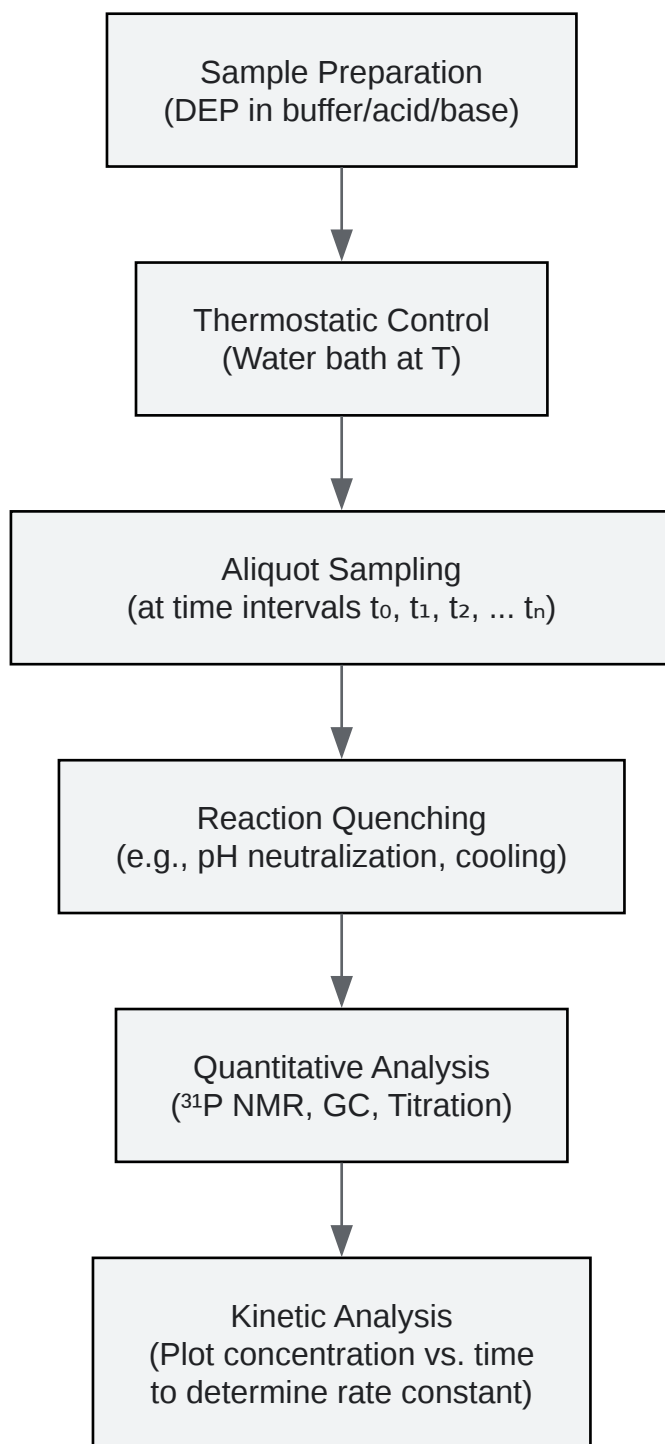 Sample Preparation
(DEP in buffer/acid/base)
Thermostatic Control
(Water bath at T)
Aliquot Sampling
(at time intervals t₀, t₁, t₂, ... tₙ)
Reaction Quenching
(e.g., pH neutralization, cooling)
Quantitative Analysis
(³¹P NMR, GC, Titration)
Kinetic Analysis
(Plot concentration vs. time
to determine rate constant)